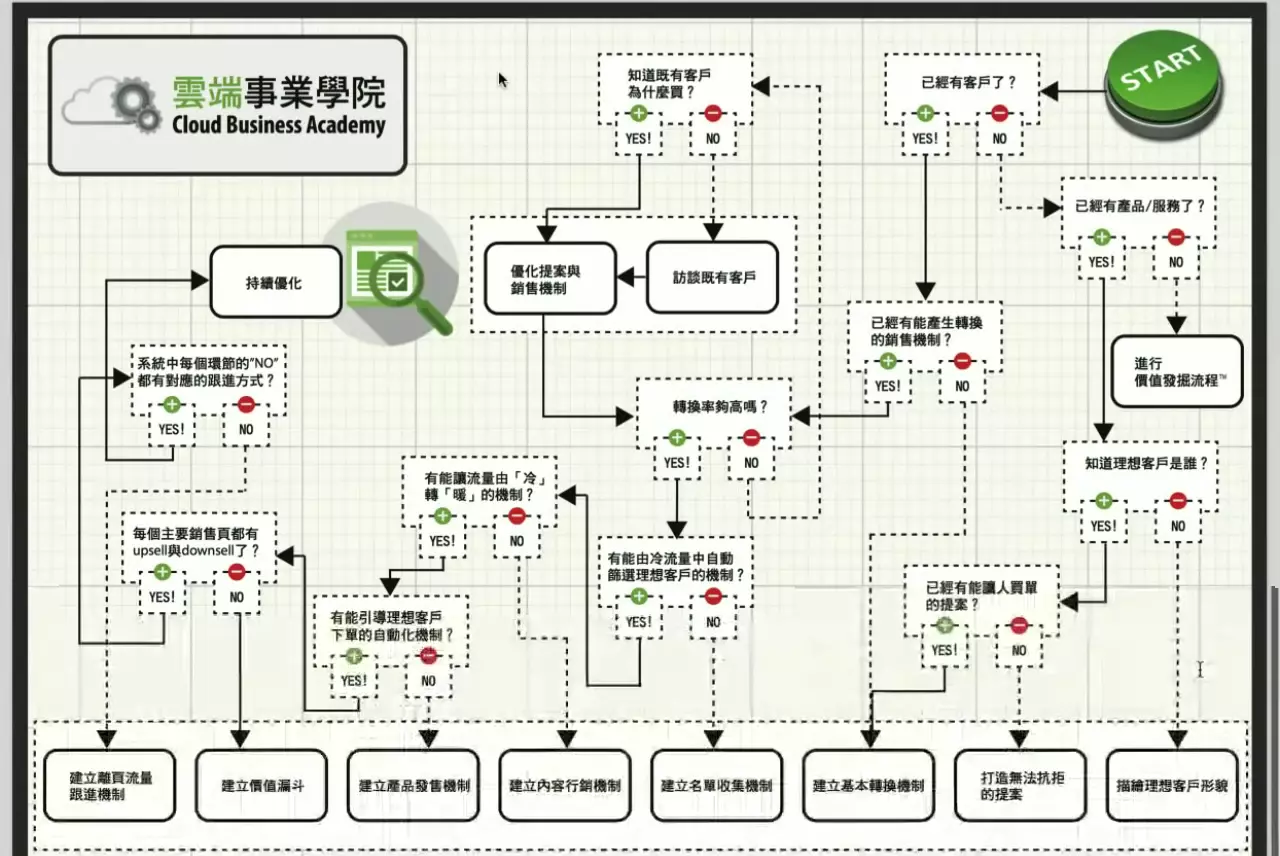 雲端事業學院
Cloud Business Academy
START
已經有客戶了？
YES!
NO
已經有產品/服務了？
YES!
NO
進行
價值發掘流程™
知道理想客戶是誰？
YES!
NO
已經有能讓人買單
的提案？
YES!
NO
已經有能產生轉換
的銷售機制？
YES!
NO
知道既有客戶
為什麼買？
YES!
NO
優化提案與
銷售機制
訪談既有客戶
轉換率夠高嗎？
YES!
NO
有能由冷流量中自動
篩選理想客戶的機制？
YES!
NO
有能讓流量由「冷」
轉「暖」的機制？
YES!
NO
有能引導理想客戶
下單的自動化機制？
YES!
NO
每個主要銷售頁都有
upsell與downsell了？
YES!
NO
系統中每個環節的"NO"
都有對應的跟進方式？
YES!
NO
持續優化
建立離頁流量
跟進機制
建立價值漏斗
建立產品發售機制
建立內容行銷機制
建立名單收集機制
建立基本轉換機制
打造無法抗拒
的提案
描繪理想客戶形貌